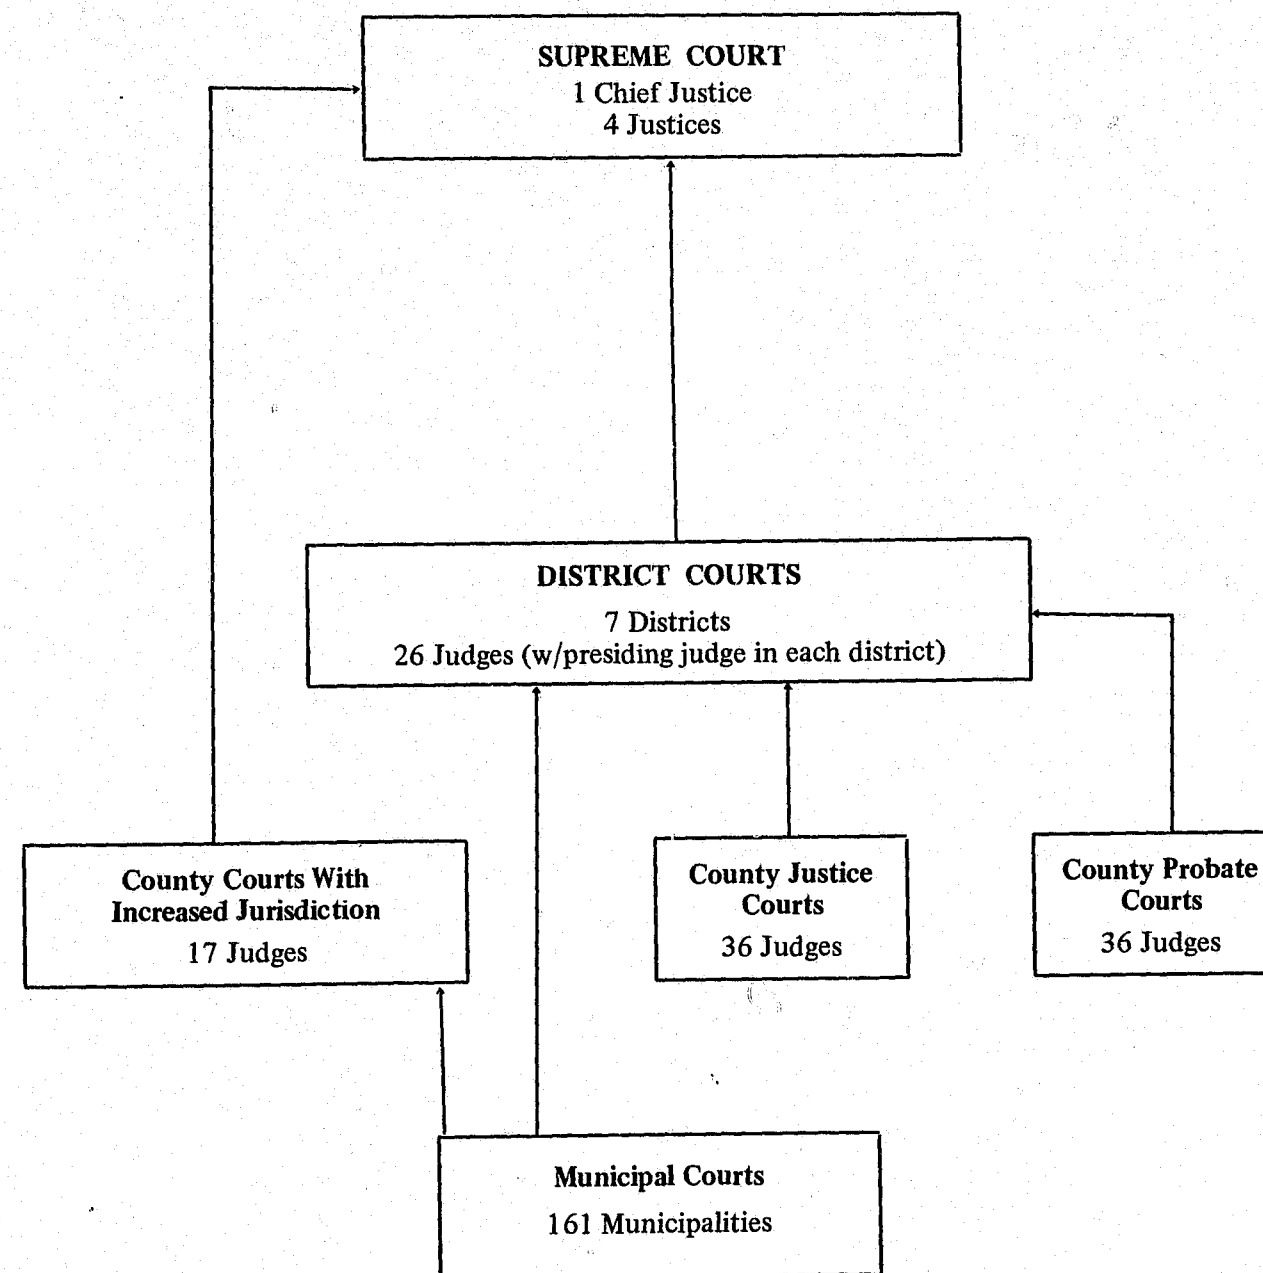 SUPREME COURT
1 Chief Justice
4 Justices
DISTRICT COURTS
7 Districts
26 Judges (w/presiding judge in each district)
County Courts With
Increased Jurisdiction
17 Judges
County Justice
Courts
36 Judges
County Probate
Courts
36 Judges
Municipal Courts
161 Municipalities